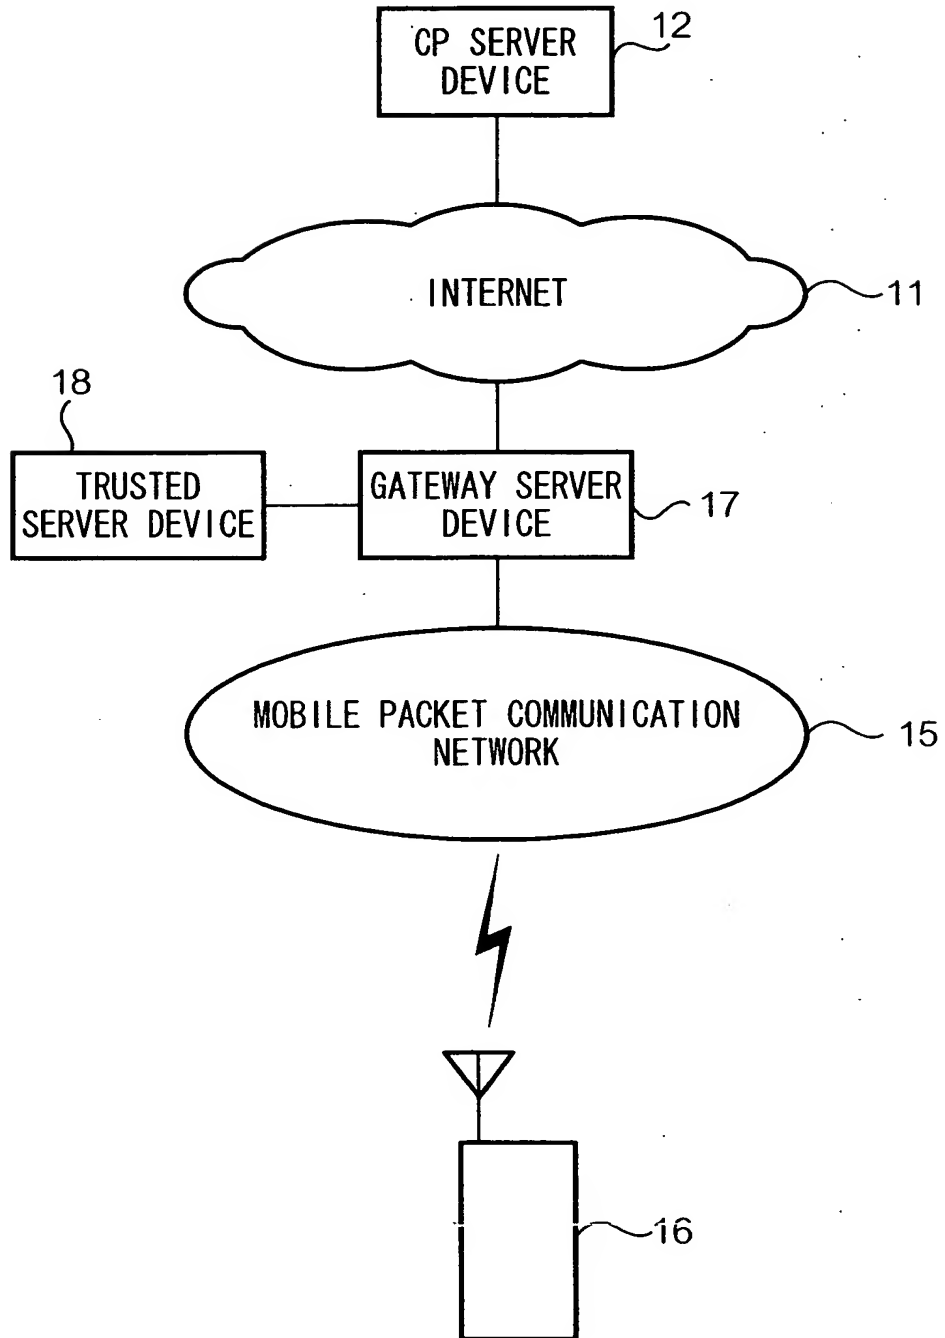 CP SERVER
DEVICE
12
INTERNET
11
18
TRUSTED
SERVER DEVICE
GATEWAY SERVER
DEVICE
17
MOBILE PACKET COMMUNICATION
NETWORK
15
16